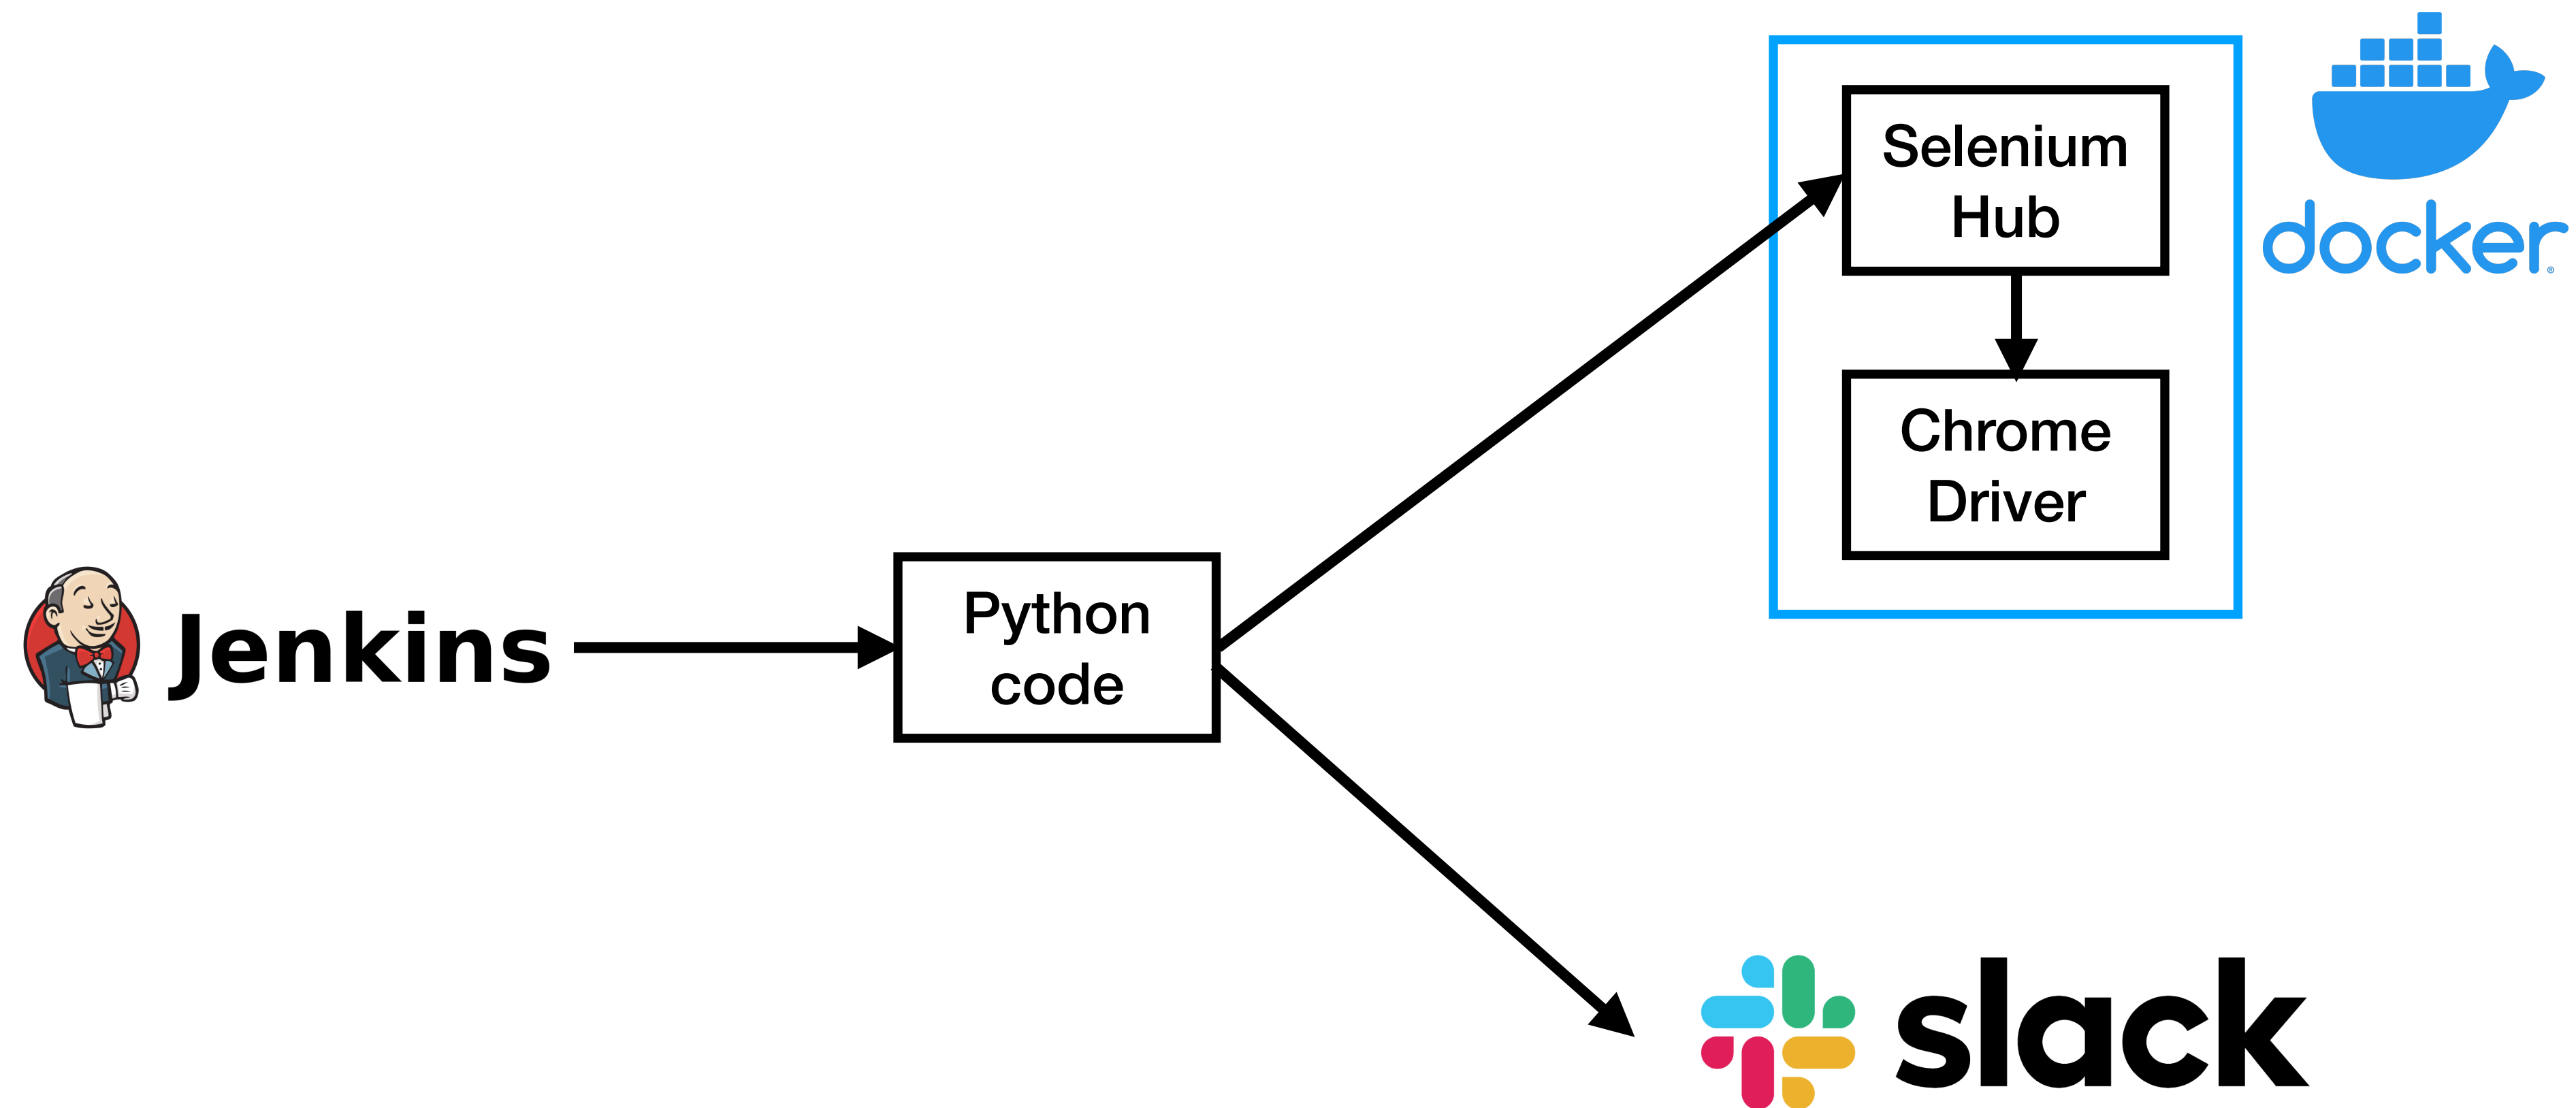 Jenkins
Python
code
Selenium
Hub
Chrome
Driver
docker®
slack